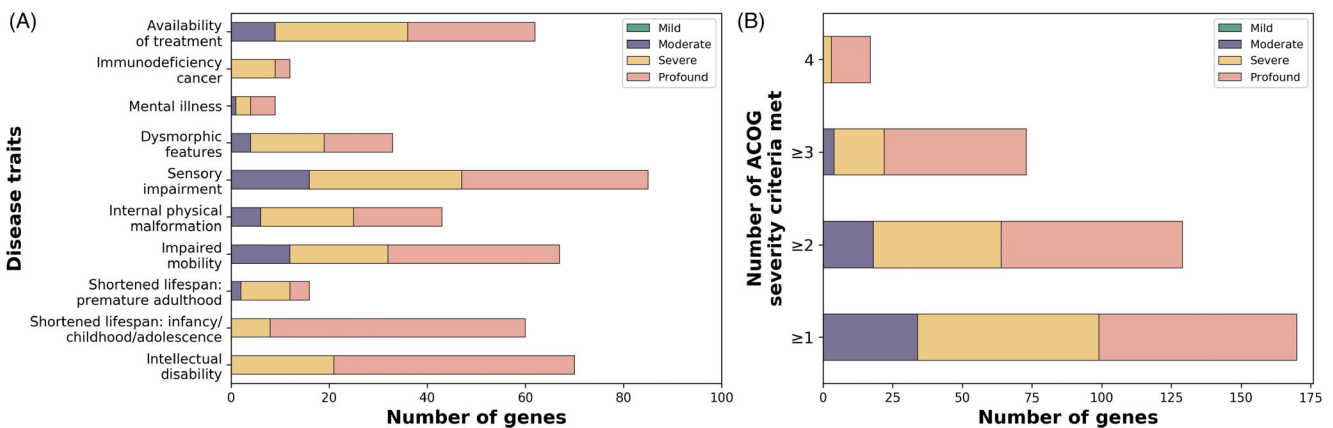 (A)
Disease traits
Availability
of treatment
Immunodeficiency
cancer
Mental illness
Dysmorphic
features
Sensory
impairment
Internal physical
malformation
Impaired
mobility
Shortened lifespan:
premature adulthood
Shortened lifespan: infancy/
childhood/adolescence
Intellectual
disability
Mild
Moderate
Severe
Profound
0 20 40 60 80 100
Number of genes
(B)
Number of ACOG
severity criteria met
4
≥3
≥2
≥1
Mild
Moderate
Severe
Profound
0 25 50 75 100 125 150 175
Number of genes